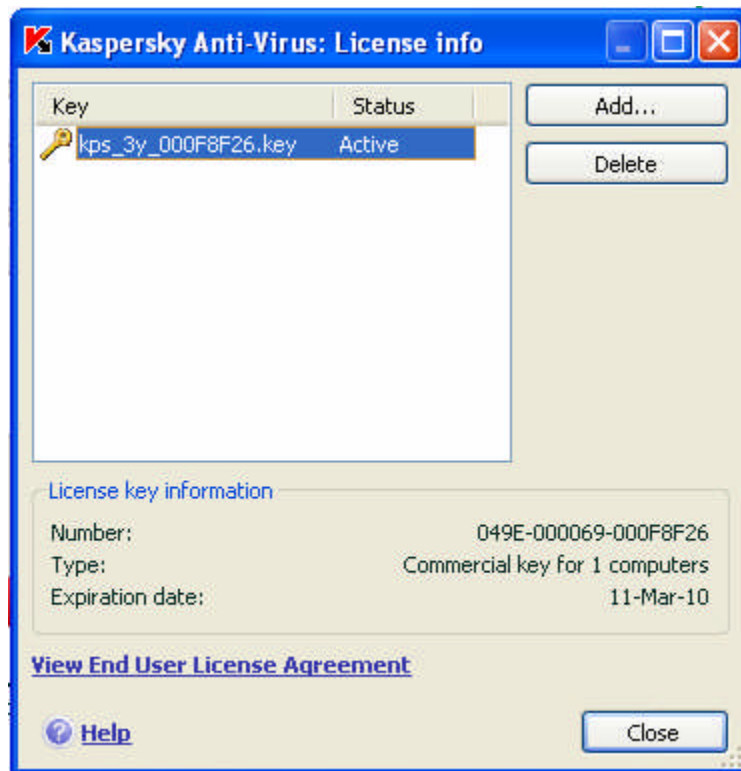 Kaspersky Anti-Virus: License info
Key Status
Add...
kps_3y_000F8F26.key Active
Delete
License key information
Number: 049E-000069-000F8F26
Type: Commercial key for 1 computers
Expiration date: 11-Mar-10
View End User License Agreement
Help
Close